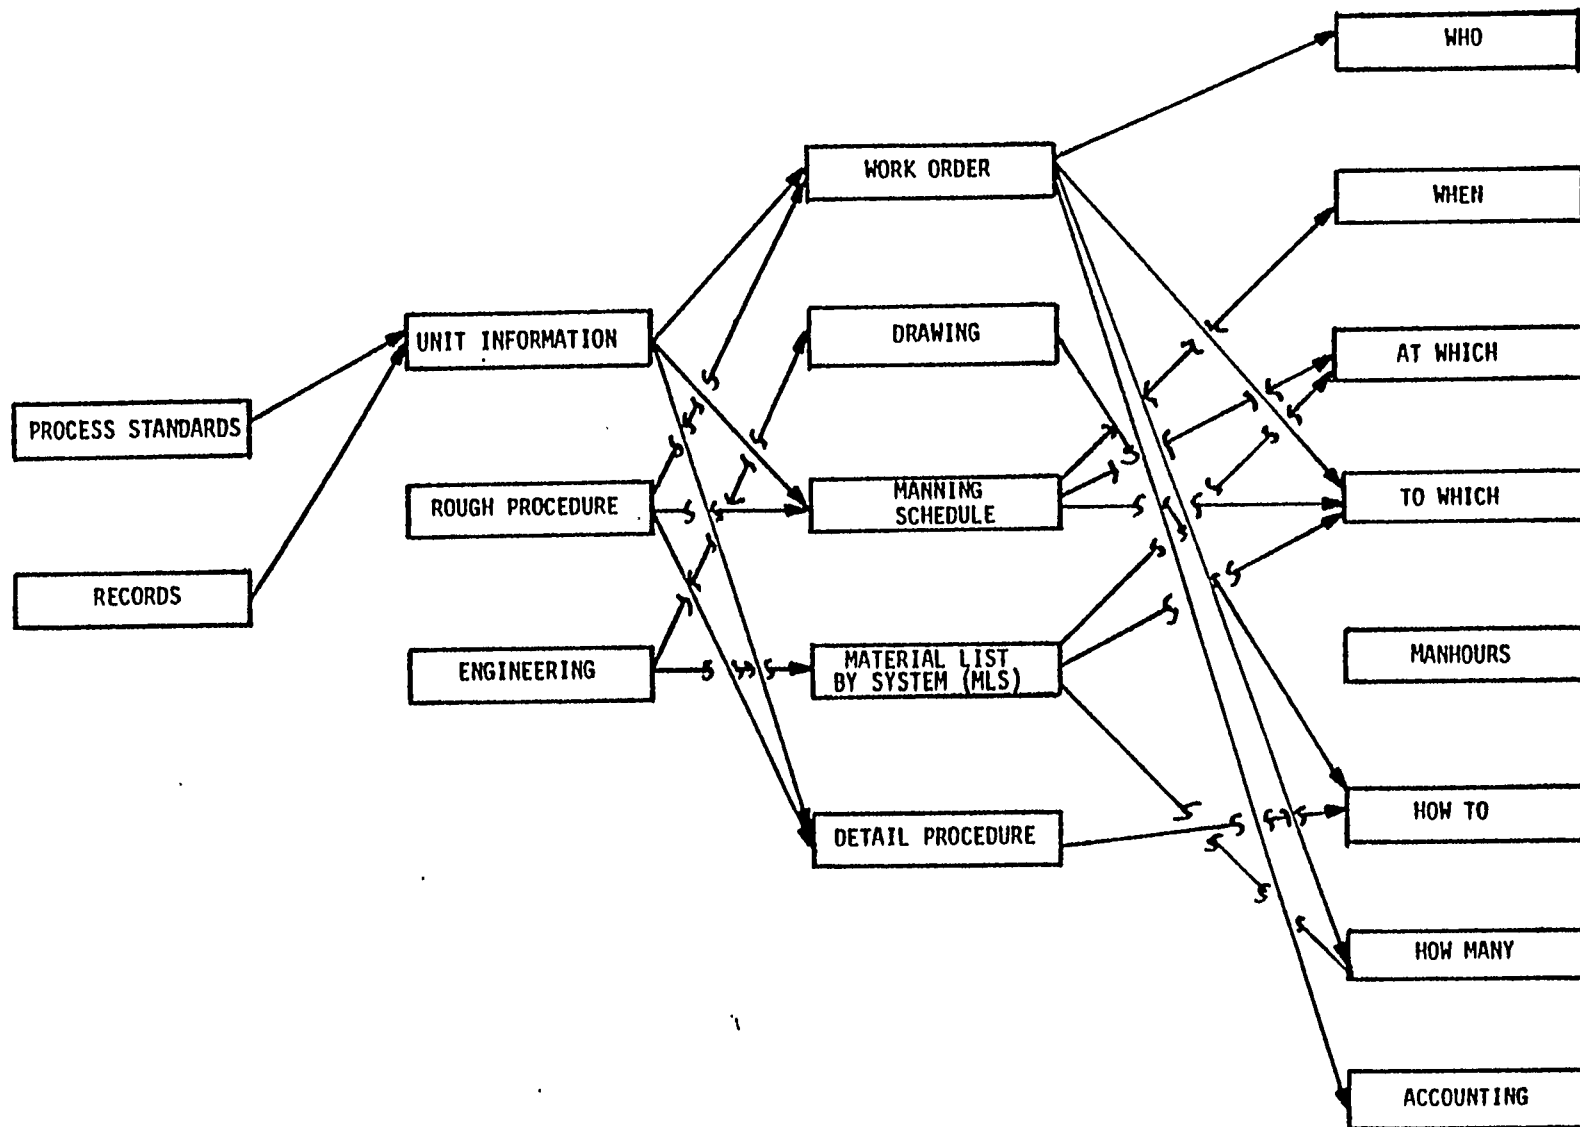 WHO
WORK ORDER
WHEN
UNIT INFORMATION
DRAWING
AT WHICH
PROCESS STANDARDS
ROUGH PROCEDURE
MANNING
SCHEDULE
TO WHICH
RECORDS
ENGINEERING
MATERIAL LIST
BY SYSTEM (MLS)
MANHOURS
DETAIL PROCEDURE
HOW TO
HOW MANY
ACCOUNTING